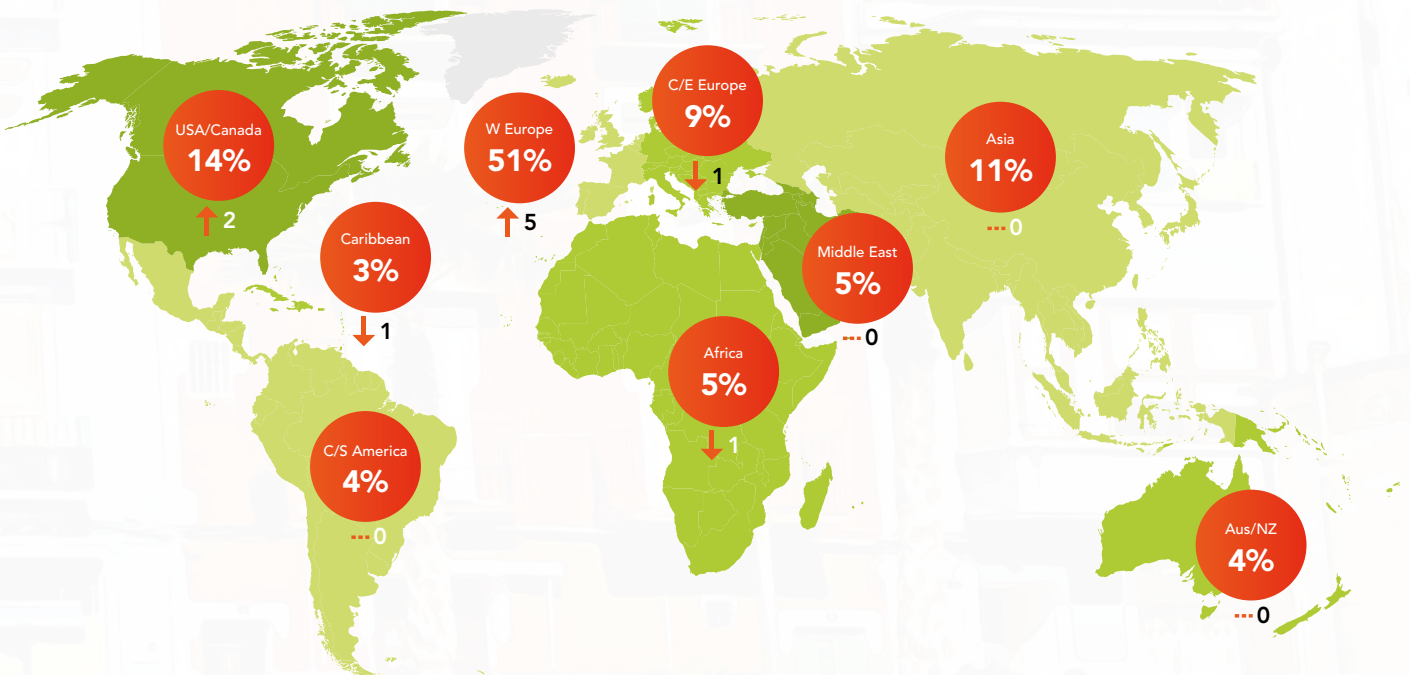 USA/Canada
14%
2
W Europe
51%
5
C/E Europe
9%
1
Asia
11%
0
Caribbean
3%
1
Middle East
5%
0
Africa
5%
1
C/S America
4%
0
Aus/NZ
4%
0